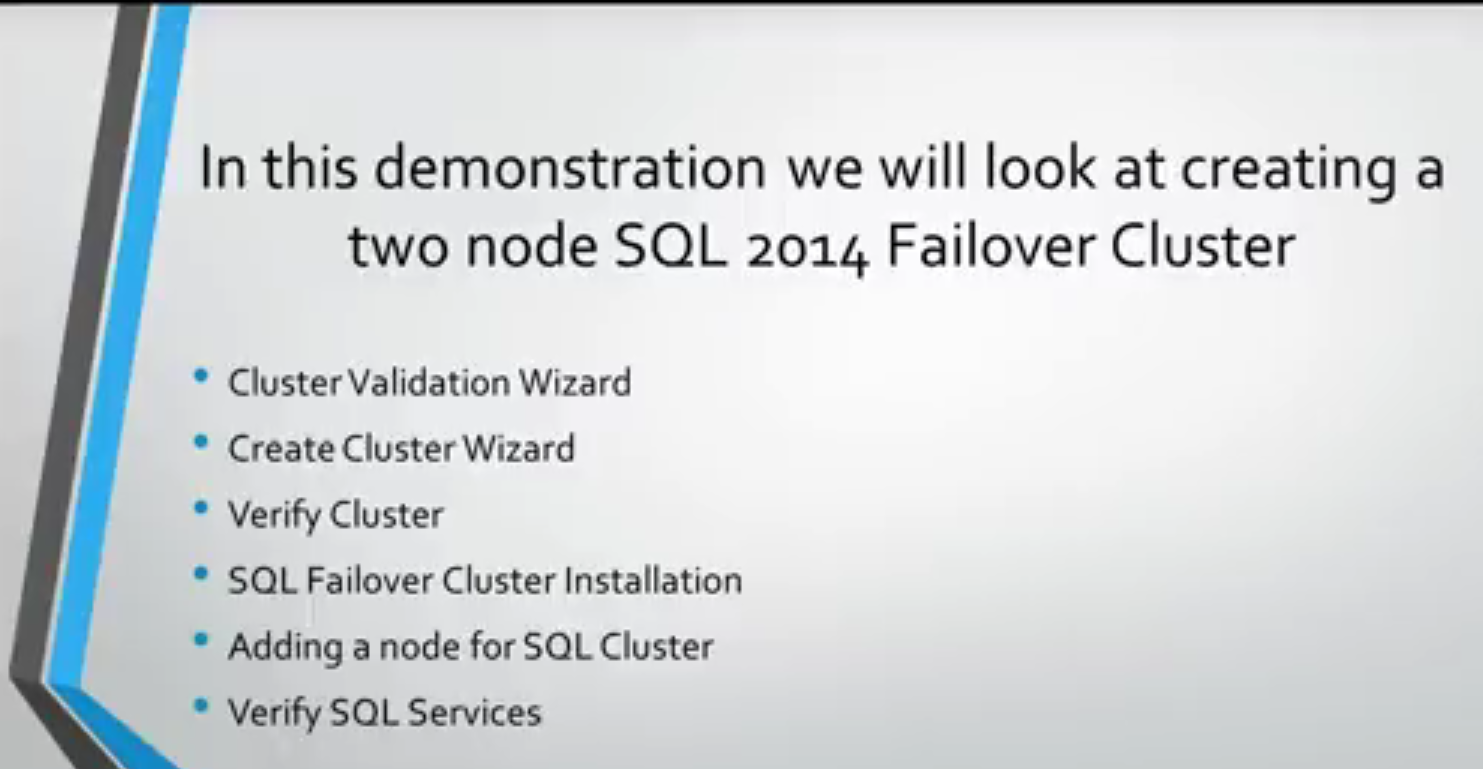 In this demonstration we will look at creating a
two node SQL 2014 Failover Cluster
• Cluster Validation Wizard
• Create Cluster Wizard
• Verify Cluster
• SQL Failover Cluster Installation
• Adding a node for SQL Cluster
• Verify SQL Services